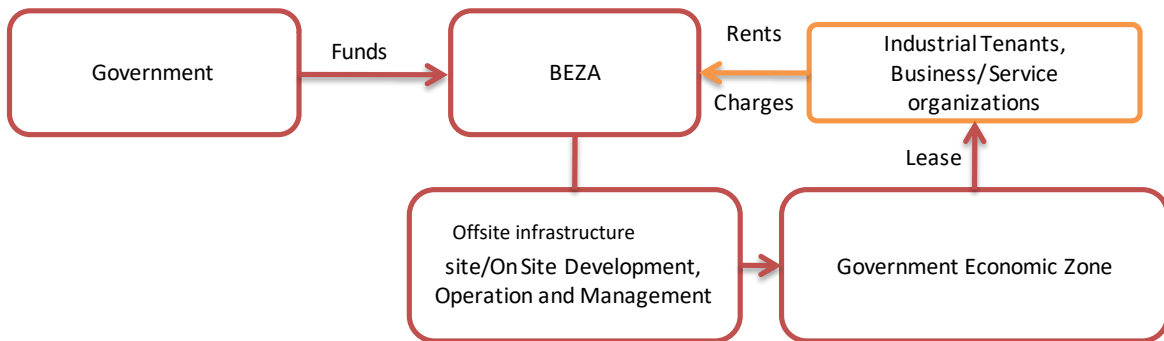 Government
Funds
BEZA
Rents
Charges
Industrial Tenants,
Business/ Service
organizations
Lease
Offsite infrastructure
site/On Site Development,
Operation and Management
Government Economic Zone